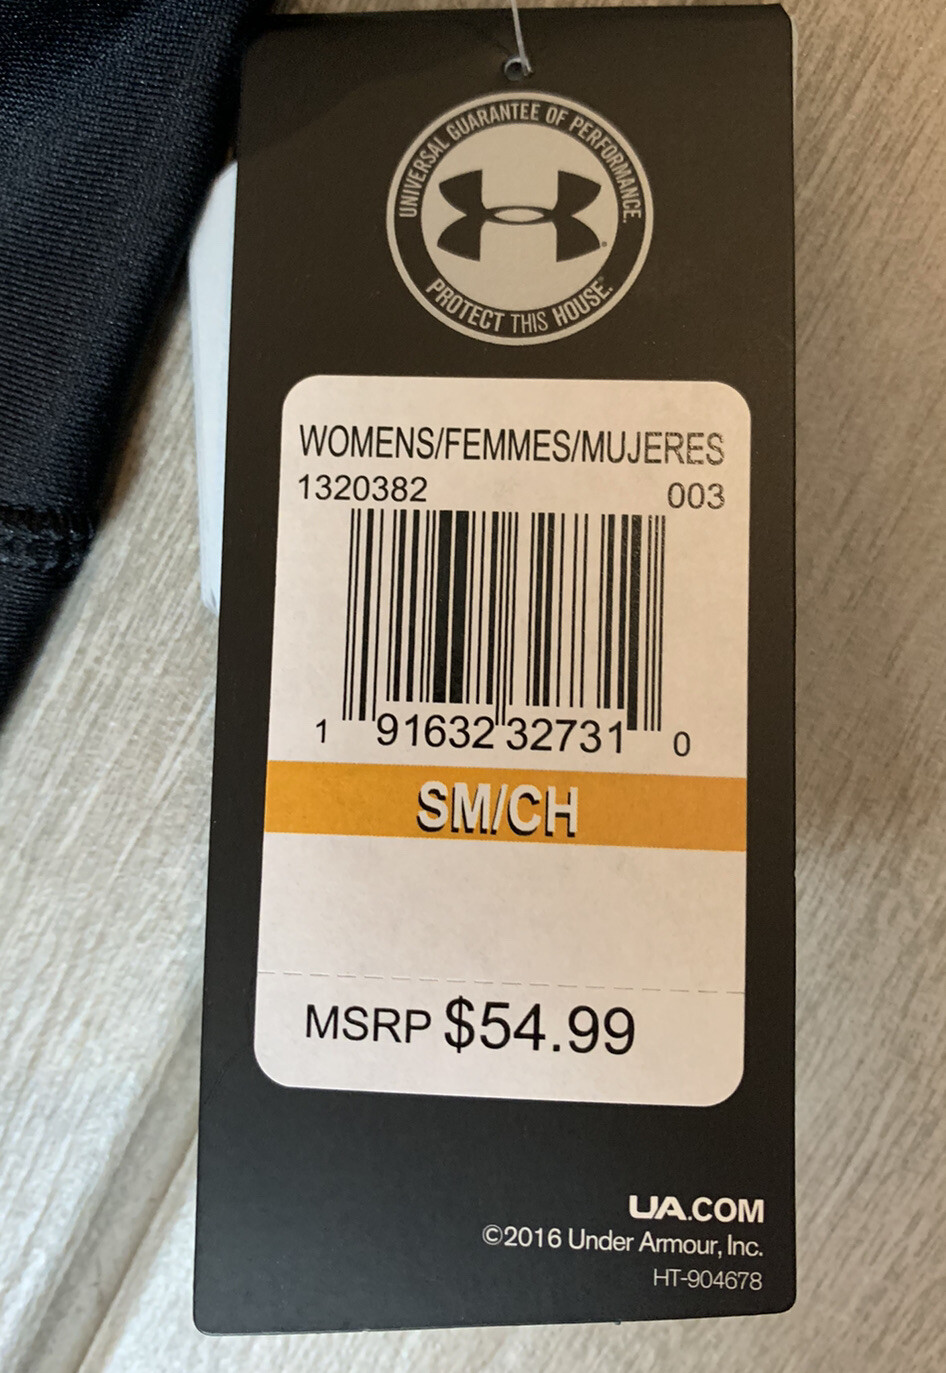 UNIVERSAL GUARANTEE OF PERFORMANCE.
PROTECT THIS HOUSE.
WOMENS/FEMMES/MUJERES
1320382 003
1 91632 32731 0
SM/CH
MSRP $54.99
UA.COM
©2016 Under Armour, Inc.
HT-904678